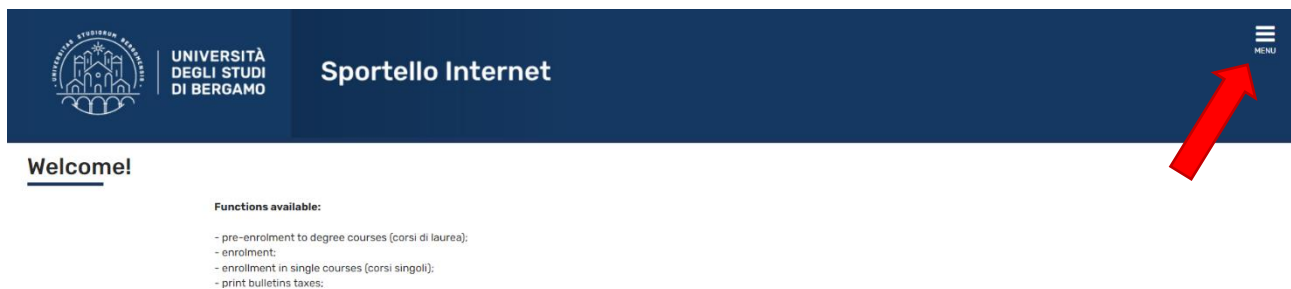 UNIVERSITÀ
DEGLI STUDI
DI BERGAMO
Sportello Internet
MENU
Welcome!
Functions available:
- pre-enrolment to degree courses (corsi di laurea);
- enrolment;
- enrollment in single courses (corsi singoli);
- print bulletins taxes;